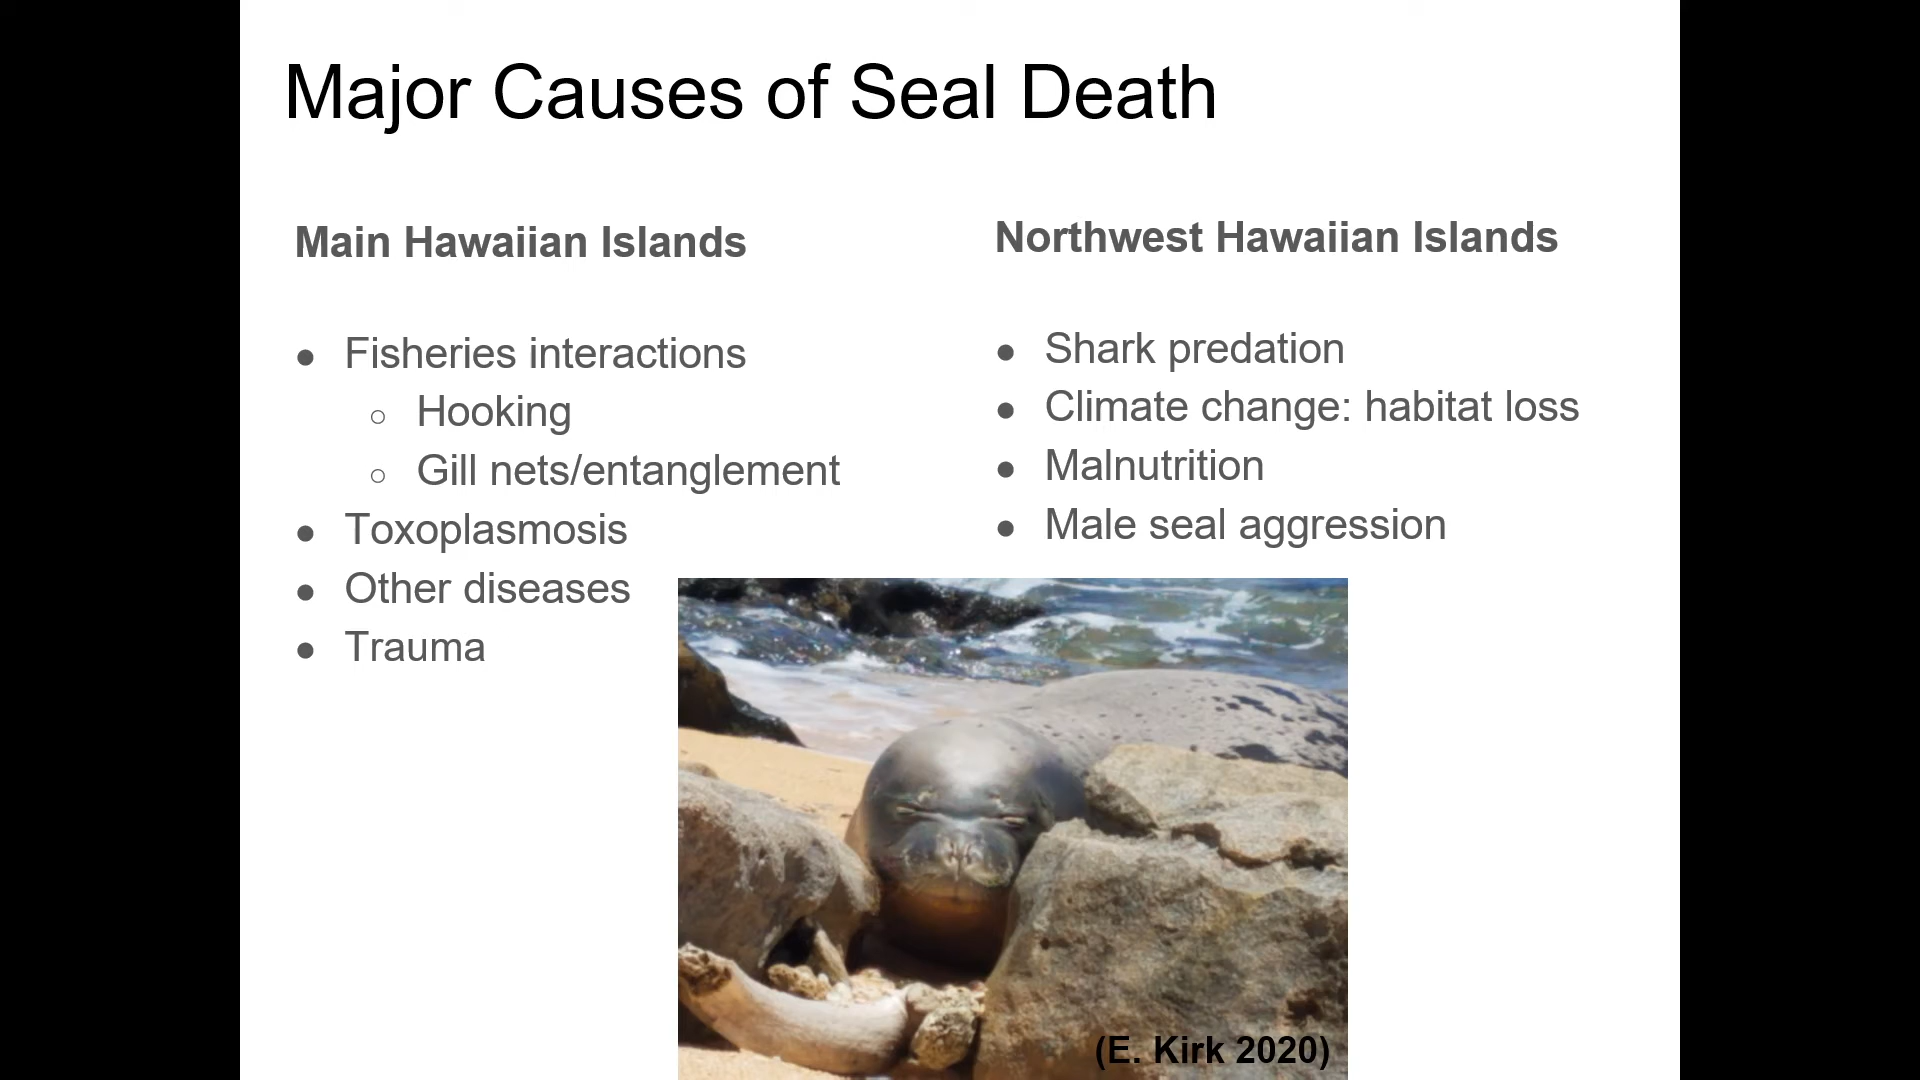 Major Causes of Seal Death
Main Hawaiian Islands
● Fisheries interactions
○ Hooking
○ Gill nets/entanglement
● Toxoplasmosis
● Other diseases
● Trauma
Northwest Hawaiian Islands
● Shark predation
● Climate change: habitat loss
● Malnutrition
● Male seal aggression
(E. Kirk 2020)